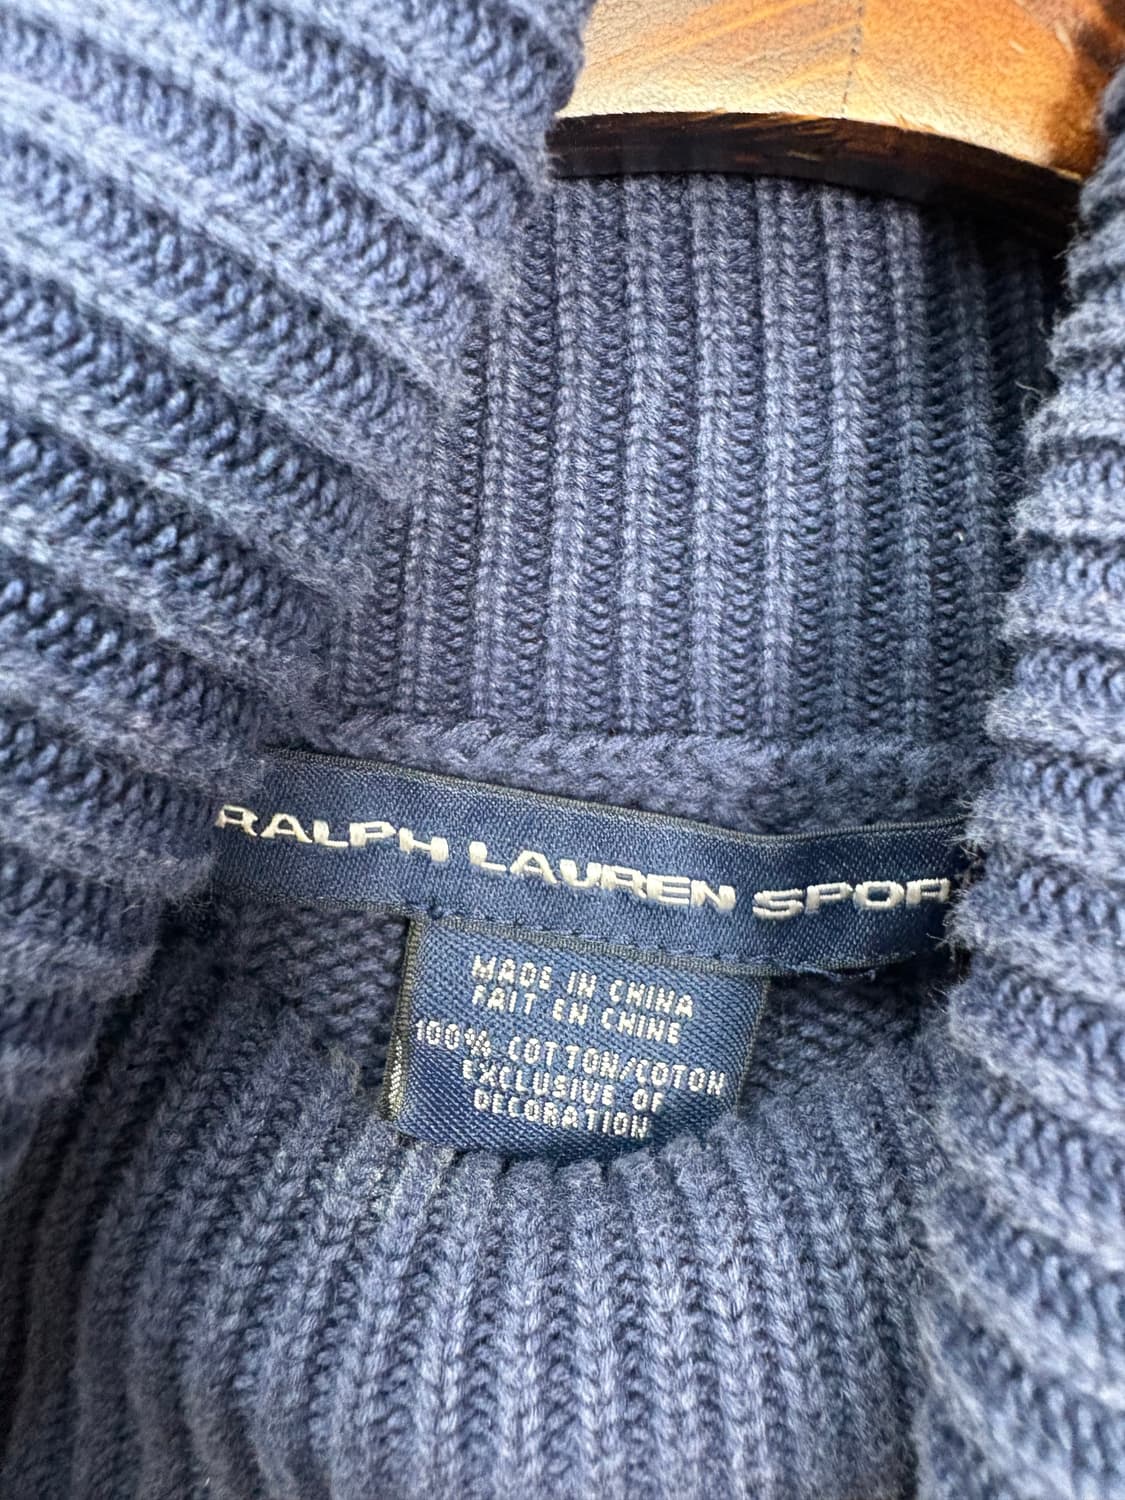 RALPH LAUREN SPOR
MADE IN CHINA
FAIT EN CHINE
100% COTTON/COTON
EXCLUSIVE OF
DECORATION